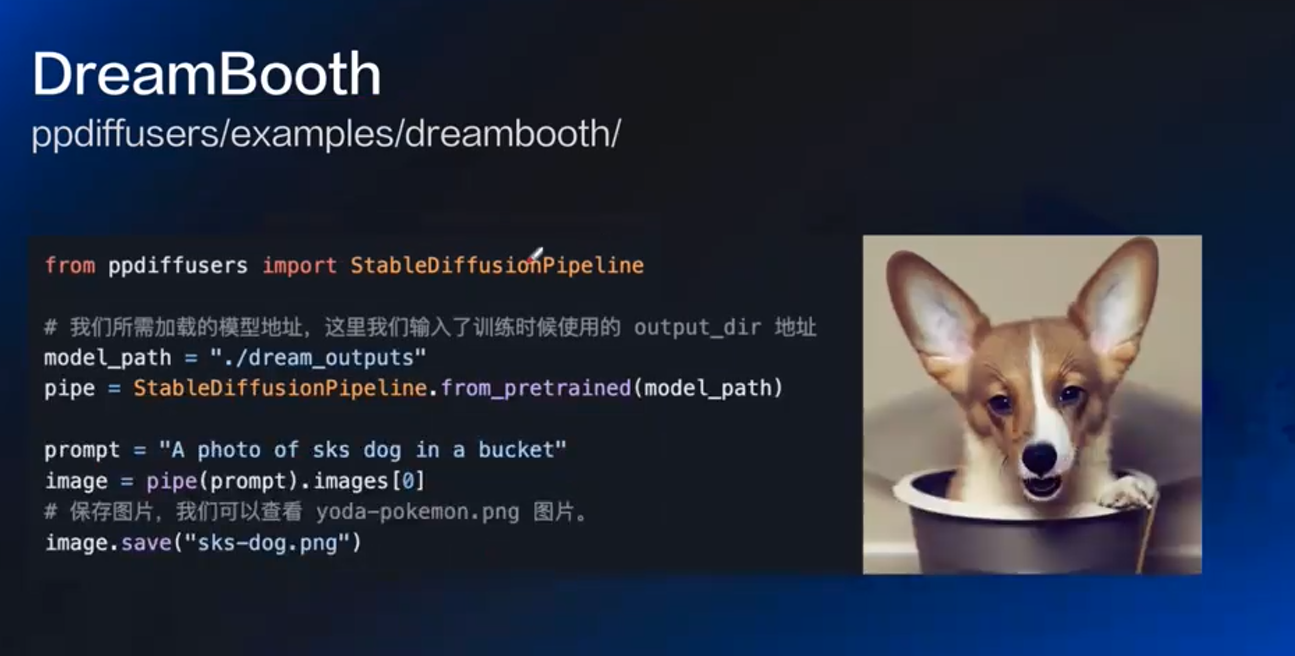 DreamBooth
ppdiffusers/examples/dreambooth/
from ppdiffusers import StableDiffusionPipeline
# 我们所需加载的模型地址，这里我们输入了训练时候使用的 output_dir 地址
model_path = "./dream_outputs"
pipe = StableDiffusionPipeline.from_pretrained(model_path)
prompt = "A photo of sks dog in a bucket"
image = pipe(prompt).images[0]
# 保存图片，我们可以查看 yoda-pokemon.png 图片。
image.save("sks-dog.png")